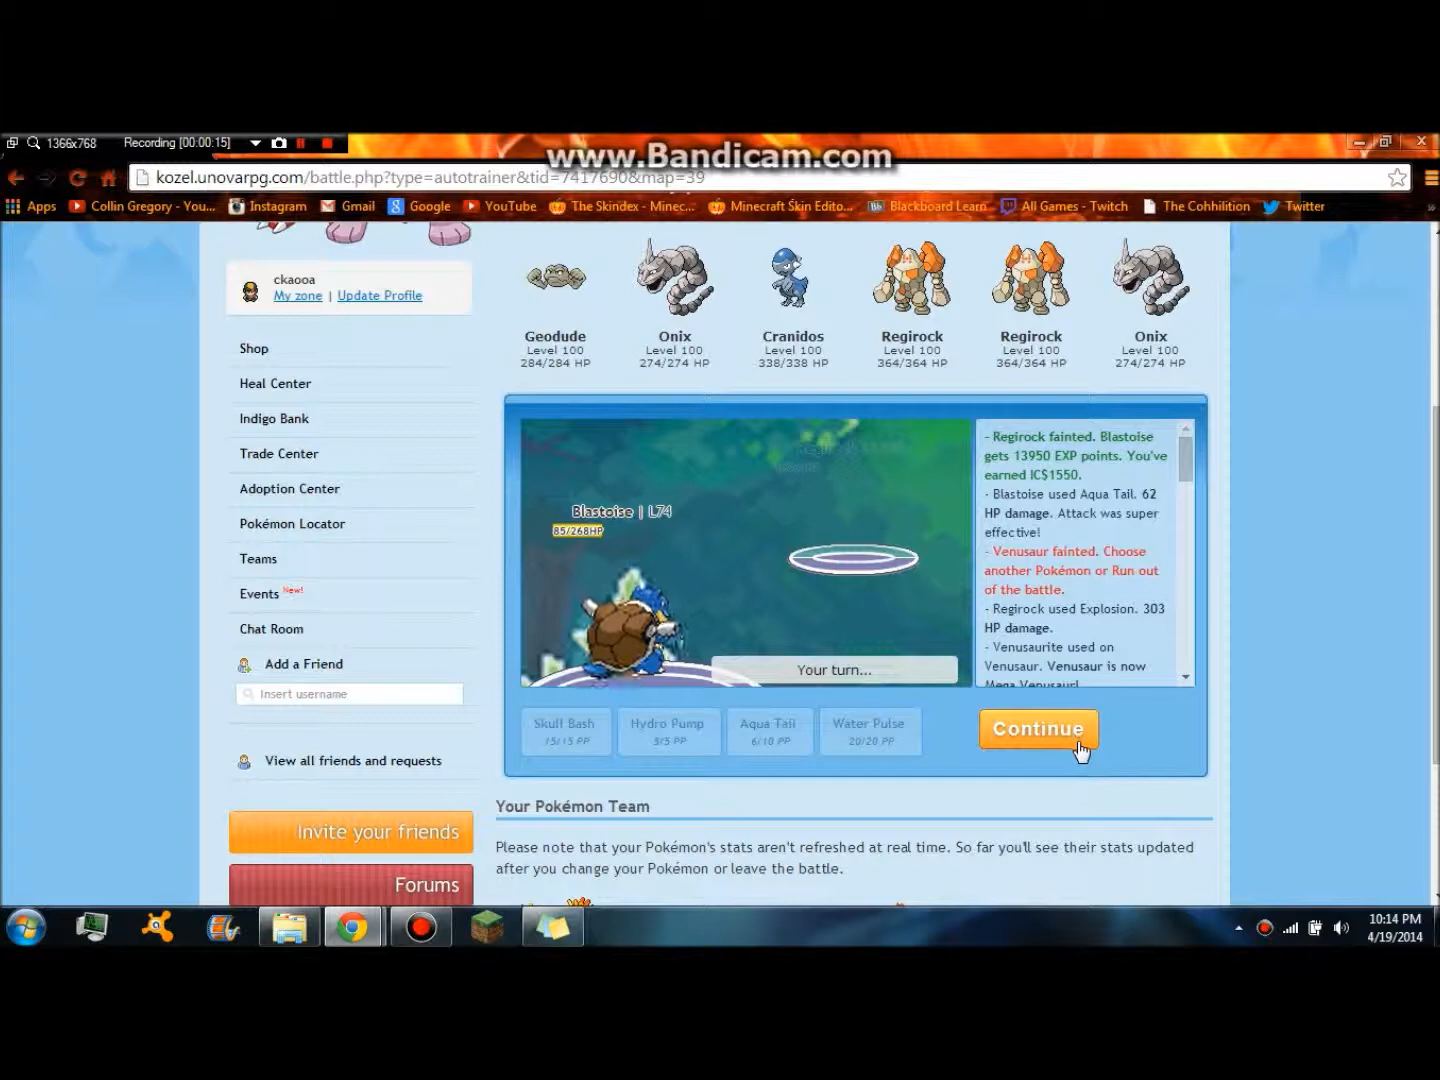 1366x768 Recording [00:00:15]
www.Bandicam.com
kozel.unovarpg.com/battle.php?type=autotrainer&tid=7417690&map=39
Apps Collin Gregory - You... Instagram Gmail Google YouTube The Skindex - Minec... Minecraft Skin Edito... Blackboard Learn All Games - Twitch The Cohhilition Twitter »
ckaooa
My zone | Update Profile
Shop
Heal Center
Indigo Bank
Trade Center
Adoption Center
Pokémon Locator
Teams
Events New!
Chat Room
Add a Friend
Insert username
View all friends and requests
Invite your friends
Forums
Geodude Onix Cranidos Regirock Regirock Onix
Level 100 Level 100 Level 100 Level 100 Level 100 Level 100
284/284 HP 274/274 HP 338/338 HP 364/364 HP 364/364 HP 274/274 HP
Blastoise | L74
85/268HP
Your turn...
- Regirock fainted. Blastoise
gets 13950 EXP points. You've
earned IC$1550.
- Blastoise used Aqua Tail. 62
HP damage. Attack was super
effective!
- Venusaur fainted. Choose
another Pokémon or Run out
of the battle.
- Regirock used Explosion. 303
HP damage.
- Venusaurite used on
Venusaur. Venusaur is now
Mega Venusaur!
Skull Bash Hydro Pump Aqua Tail Water Pulse
15/15 PP 5/5 PP 6/10 PP 20/20 PP
Continue
Your Pokémon Team
Please note that your Pokémon's stats aren't refreshed at real time. So far you'll see their stats updated
after you change your Pokémon or leave the battle.
10:14 PM
4/19/2014